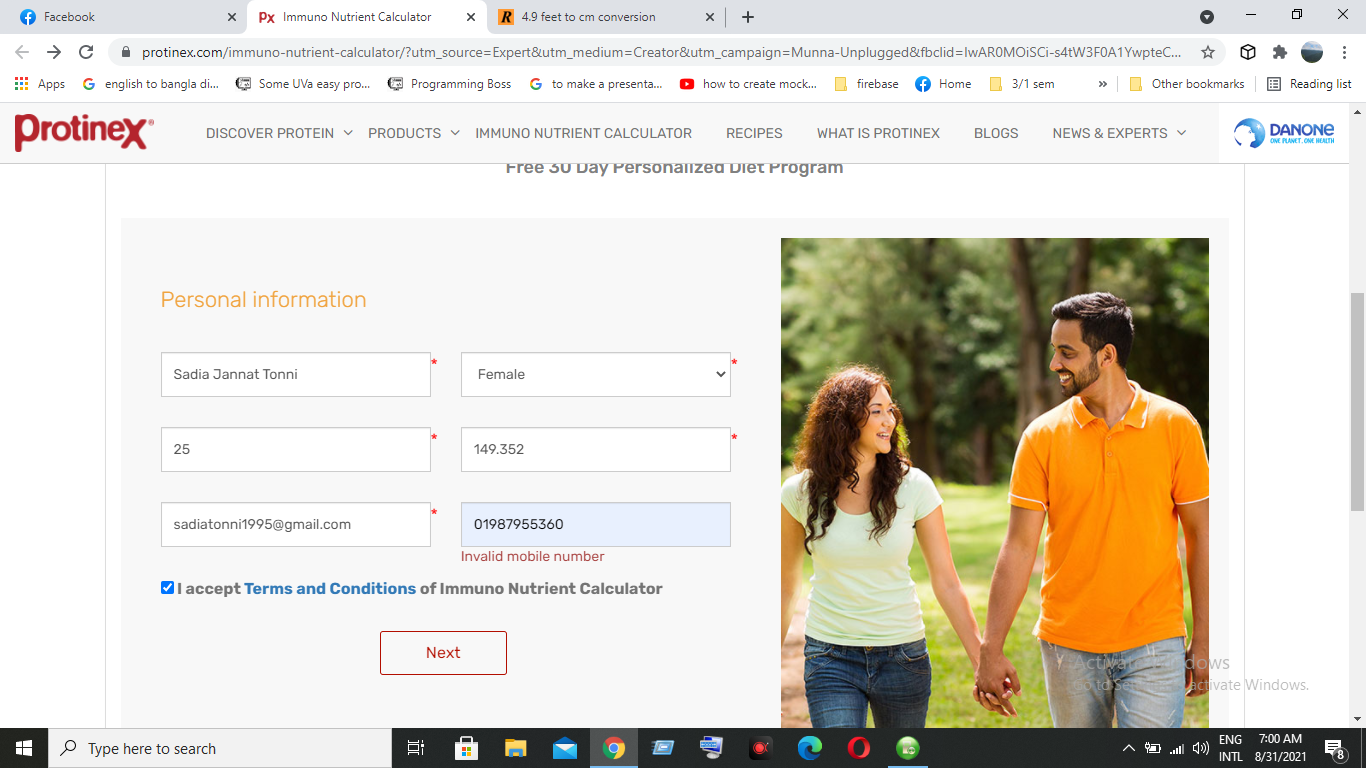 Facebook
Px Immuno Nutrient Calculator
R 4.9 feet to cm conversion
protinex.com/immuno-nutrient-calculator/?utm_source=Expert&utm_medium=Creator&utm_campaign=Munna-Unplugged&fbclid=IwAR0MOiSCi-s4tW3F0A1YwpteC...
Apps
english to bangla di...
Some UVa easy pro...
Programming Boss
to make a presenta...
how to create mock...
firebase
Home
3/1 sem
»
Other bookmarks
Reading list
Protinex
DISCOVER PROTEIN
PRODUCTS
IMMUNO NUTRIENT CALCULATOR
RECIPES
WHAT IS PROTINEX
BLOGS
NEWS & EXPERTS
DANONE
ONE PLANET. ONE HEALTH
Free 30 Day Personalized Diet Program
Personal information
Sadia Jannat Tonni *
Female *
25 *
149.352 *
sadiatonni1995@gmail.com *
01987955360
Invalid mobile number
I accept Terms and Conditions of Immuno Nutrient Calculator
Next
Activate Windows
Go to Settings to activate Windows.
Type here to search
ENG
INTL
7:00 AM
8/31/2021
8